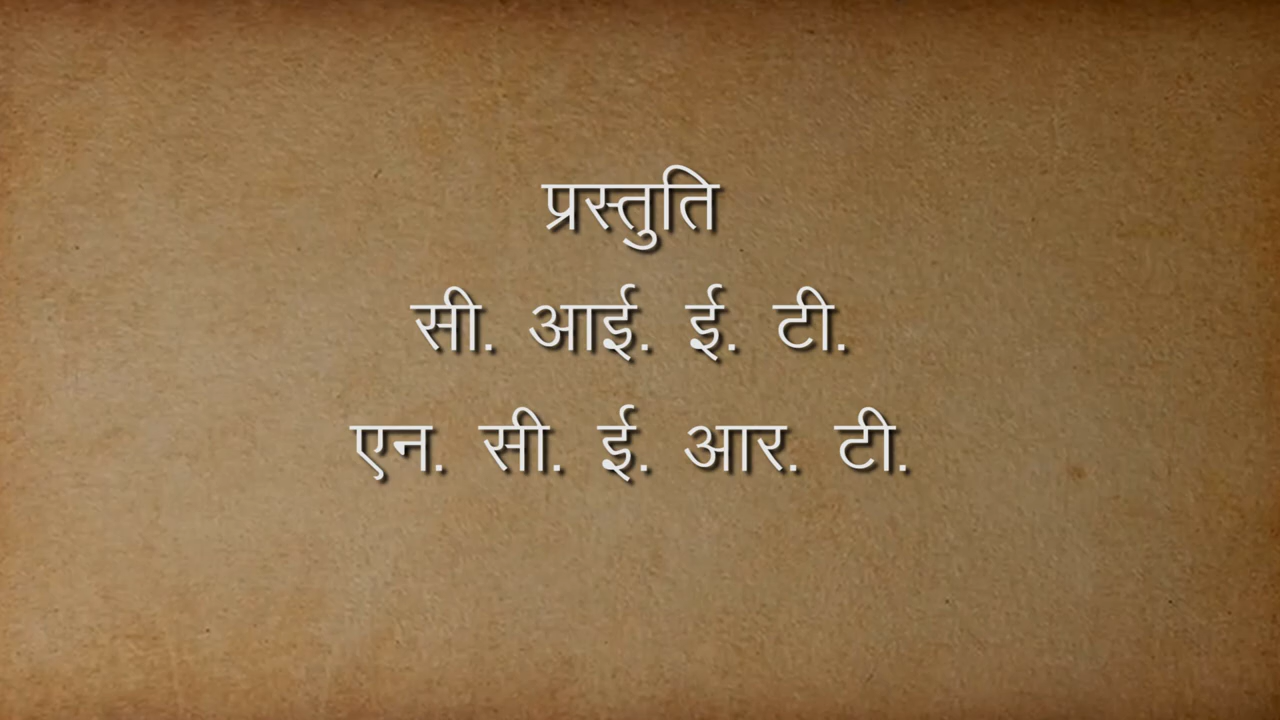 प्रस्तुति
सी. आई. ई. टी.
एन. सी. ई. आर. टी.